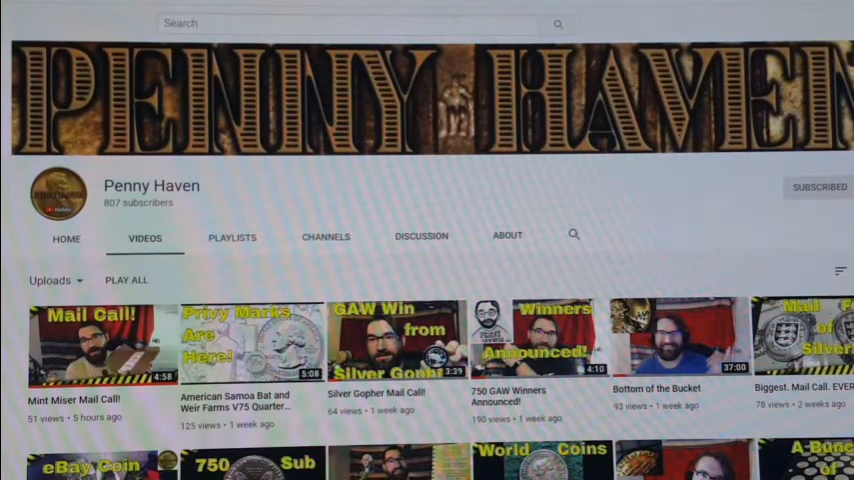 Search
PENNY HAVEN
Penny Haven
807 subscribers
SUBSCRIBED
HOME
VIDEOS
PLAYLISTS
CHANNELS
DISCUSSION
ABOUT
Uploads
PLAY ALL
Mail Call!
4:58
Privy Marks
Are
Here!
5:08
GAW Win
from
Silver Goph
3:39
Winners
Announced!
4:10
37:00
Mail F
of
Silver
Mint Miser Mail Call!
51 views • 5 hours ago
American Samoa Bat and
Weir Farms V75 Quarter...
125 views • 1 week ago
Silver Gopher Mail Call!
64 views • 1 week ago
750 GAW Winners
Announced!
190 views • 1 week ago
Bottom of the Bucket
93 views • 1 week ago
Biggest. Mail Call. EVER
78 views • 2 weeks ago
eBay Coin
750 Sub
World Coins
A Bunc
of